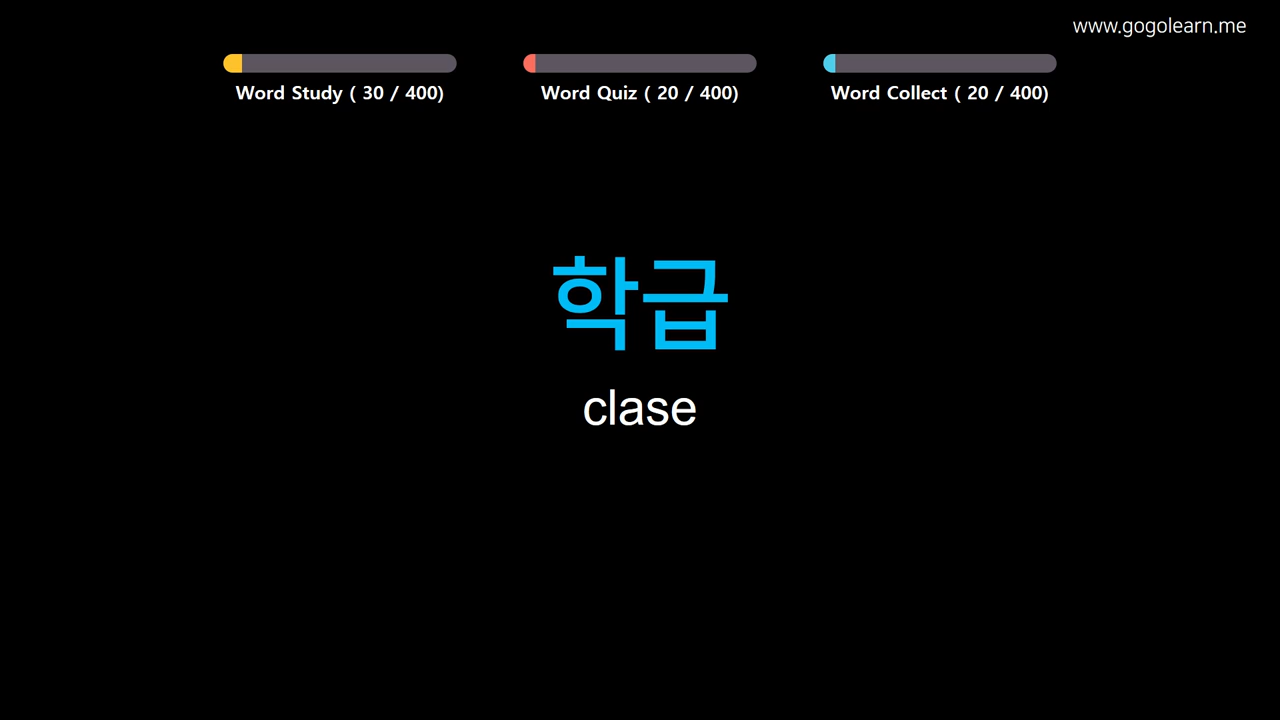 www.gogolearn.me
Word Study ( 30 / 400)
Word Quiz ( 20 / 400)
Word Collect ( 20 / 400)
학급
clase